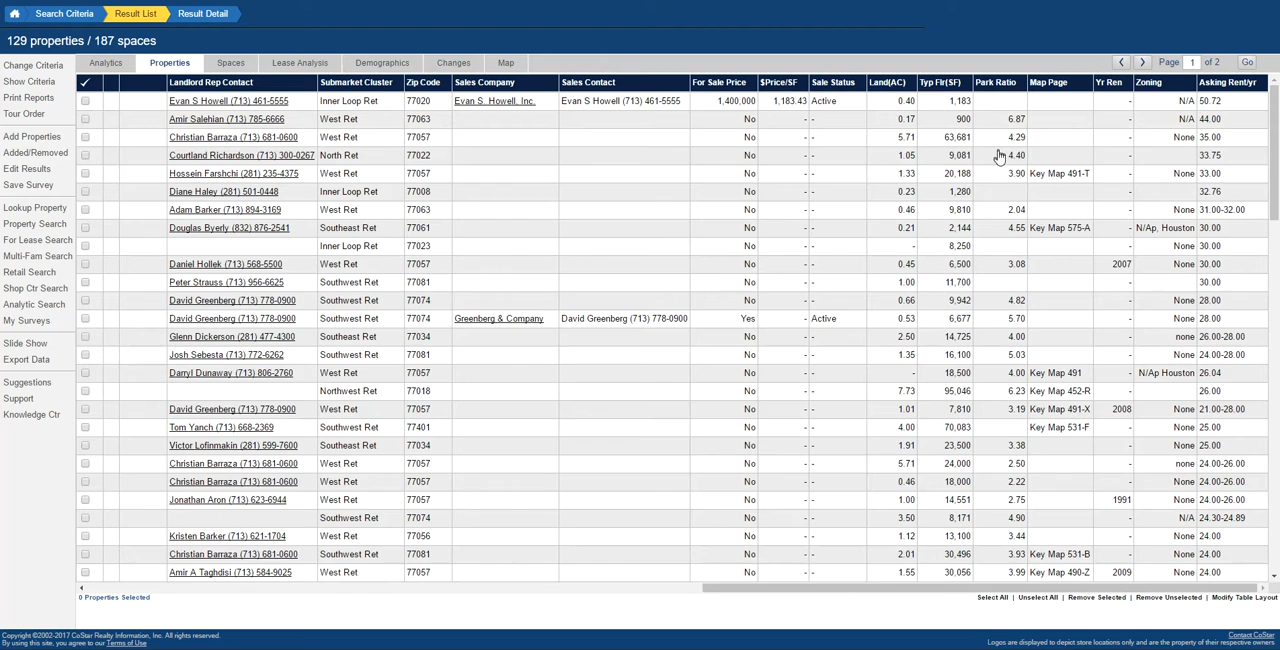 Search Criteria Result List Result Detail
129 properties / 187 spaces
Analytics Properties Spaces Lease Analysis Demographics Changes Map Page 1 of 2 Go
Change Criteria
Show Criteria
Print Reports
Tour Order
Add Properties
Added/Removed
Edit Results
Save Survey
Lookup Property
Property Search
For Lease Search
Multi-Fam Search
Retail Search
Shop Ctr Search
Analytic Search
My Surveys
Slide Show
Export Data
Suggestions
Support
Knowledge Ctr
Landlord Rep Contact Submarket Cluster Zip Code Sales Company Sales Contact For Sale Price $Price/SF Sale Status Land(AC) Typ Flr(SF) Park Ratio Map Page Yr Ren Zoning Asking Rent/yr
Evan S Howell (713) 461-5555 Inner Loop Ret 77020 Evan S. Howell, Inc. Evan S Howell (713) 461-5555 1,400,000 1,183.43 Active 0.40 1,183 - N/A 50.72
Amir Salehian (713) 785-6666 West Ret 77063 No - - 0.17 900 6.87 - N/A 44.00
Christian Barraza (713) 681-0600 West Ret 77057 No - - 5.71 63,681 4.29 - None 35.00
Courtland Richardson (713) 300-0267 North Ret 77022 No - - 1.05 9,081 4.40 - 33.75
Hossein Farshchi (281) 235-4375 West Ret 77057 No - - 1.33 20,188 3.90 Key Map 491-T - None 33.00
Diane Haley (281) 501-0448 Inner Loop Ret 77008 No - - 0.23 1,280 - 32.76
Adam Barker (713) 894-3169 West Ret 77063 No - - 0.46 9,810 2.04 - None 31.00-32.00
Douglas Byerly (832) 876-2541 Southeast Ret 77061 No - - 0.21 2,144 4.55 Key Map 575-A - N/Ap, Houston 30.00
Inner Loop Ret 77023 No - - - 8,250 - None 30.00
Daniel Hollek (713) 568-5500 West Ret 77057 No - - 0.45 6,500 3.08 2007 None 30.00
Peter Strauss (713) 956-6625 Southwest Ret 77081 No - - 1.00 11,700 - 30.00
David Greenberg (713) 778-0900 Southwest Ret 77074 No - - 0.66 9,942 4.82 - None 28.00
David Greenberg (713) 778-0900 Southwest Ret 77074 Greenberg & Company David Greenberg (713) 778-0900 Yes - Active 0.53 6,677 5.70 - None 28.00
Glenn Dickerson (281) 477-4300 Southeast Ret 77034 No - - 2.50 14,725 4.00 - none 26.00-28.00
Josh Sebesta (713) 772-6262 Southwest Ret 77081 No - - 1.35 16,100 5.03 - None 24.00-28.00
Darryl Dunaway (713) 806-2760 West Ret 77057 No - - - 18,500 4.00 Key Map 491 - N/Ap Houston 26.04
Northwest Ret 77018 No - - 7.73 95,046 6.23 Key Map 452-R - None 26.00
David Greenberg (713) 778-0900 West Ret 77057 No - - 1.01 7,810 3.19 Key Map 491-X 2008 None 21.00-28.00
Tom Yanch (713) 668-2369 Southwest Ret 77401 No - - 4.00 70,083 Key Map 531-F - None 25.00
Victor Lofinmakin (281) 599-7600 Southeast Ret 77034 No - - 1.91 23,500 3.38 - None 25.00
Christian Barraza (713) 681-0600 West Ret 77057 No - - 5.71 24,000 2.50 - none 24.00-26.00
Christian Barraza (713) 681-0600 West Ret 77057 No - - 0.46 18,000 2.22 - None 24.00-26.00
Jonathan Aron (713) 623-6944 West Ret 77057 No - - 1.00 14,551 2.75 1991 None 24.00-26.00
Southwest Ret 77074 No - - 3.50 8,171 4.90 - N/A 24.30-24.89
Kristen Barker (713) 621-1704 West Ret 77056 No - - 1.12 13,100 3.44 - None 24.00
Christian Barraza (713) 681-0600 Southwest Ret 77081 No - - 2.01 30,496 3.93 Key Map 531-B - None 24.00
Amir A Taghdisi (713) 584-9025 West Ret 77057 No - - 1.55 30,056 3.99 Key Map 490-Z 2009 None 24.00
0 Properties Selected Select All | Unselect All | Remove Selected | Remove Unselected | Modify Table Layout
Copyright ©2002-2017 CoStar Realty Information, Inc. All rights reserved. Contact CoStar
By using this site, you agree to our Terms of Use Logos are displayed to depict store locations only and are the property of their respective owners